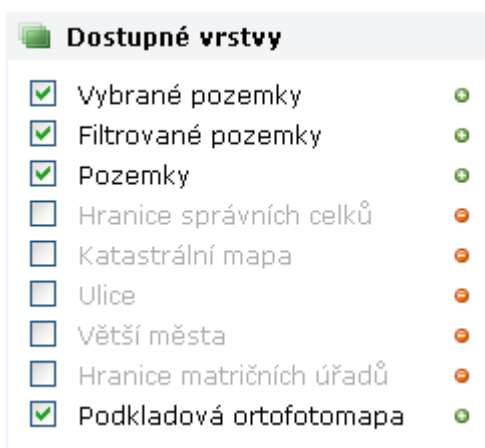 Dostupné vrstvy
Vybrané pozemky
Filtrované pozemky
Pozemky
Hranice správních celků
Katastrální mapa
Ulice
Větší města
Hranice matričních úřadů
Podkladová ortofotomapa